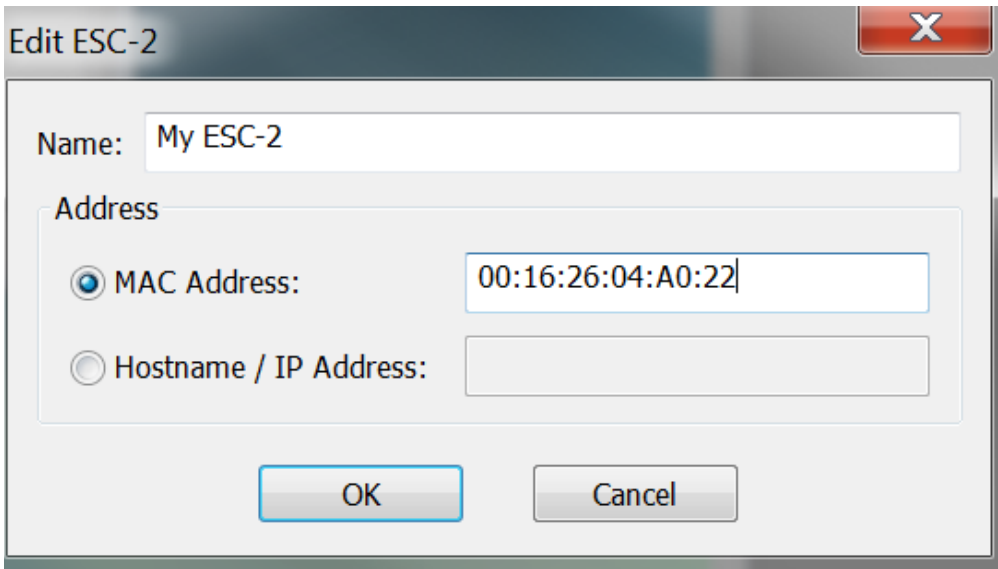 Edit ESC-2
Name: My ESC-2
Address
MAC Address: 00:16:26:04:A0:22
Hostname / IP Address:
OK Cancel